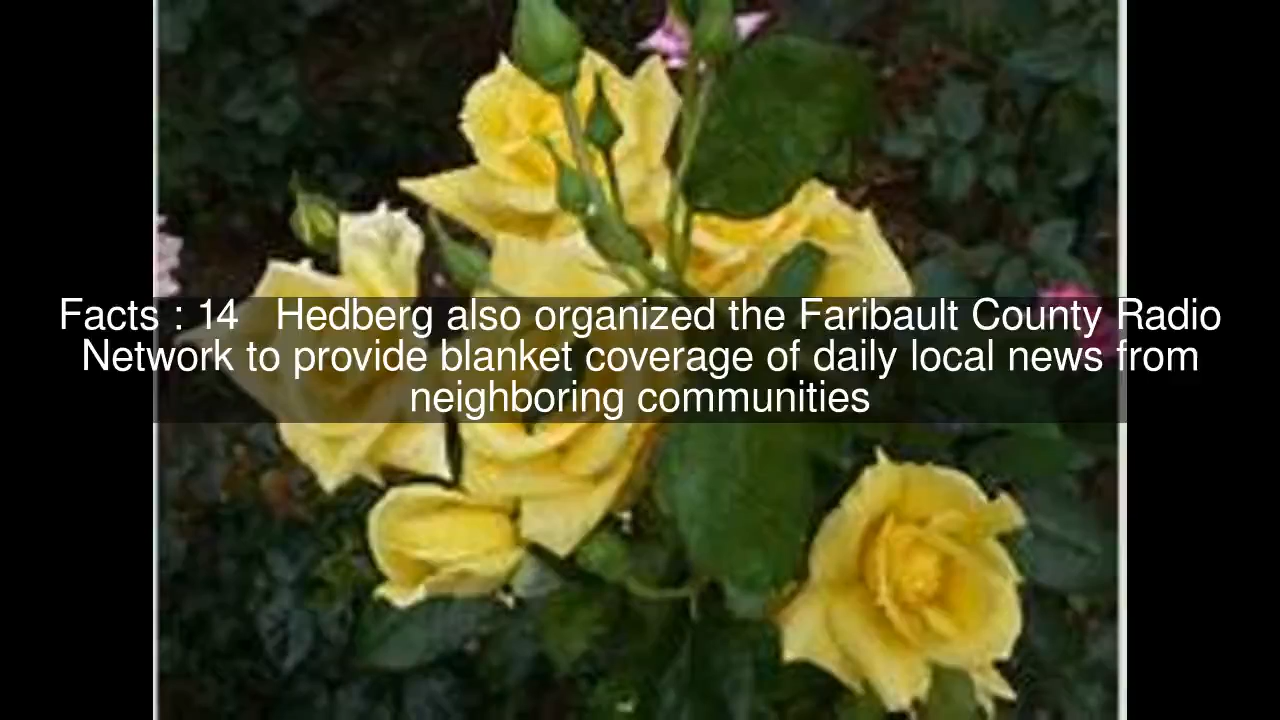 Facts : 14   Hedberg also organized the Faribault County Radio
Network to provide blanket coverage of daily local news from
neighboring communities